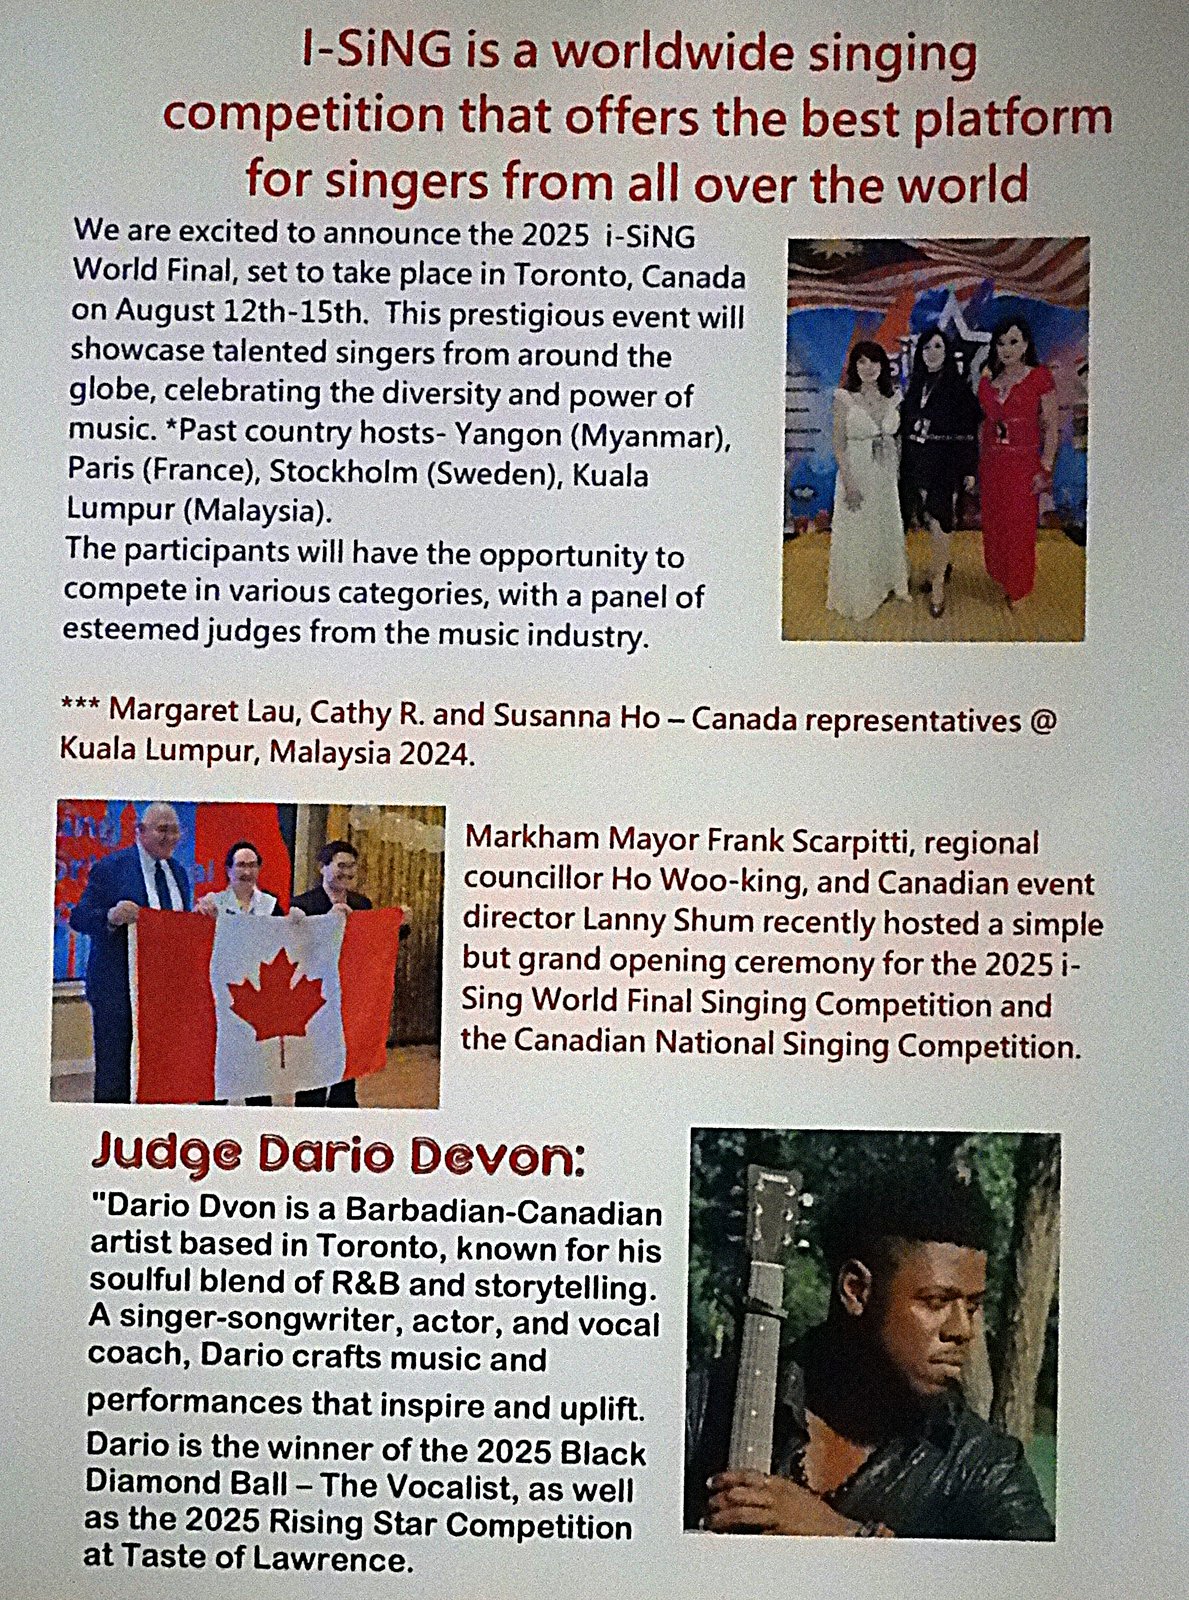 I-SiNG is a worldwide singing
competition that offers the best platform
for singers from all over the world
We are excited to announce the 2025 i-SiNG
World Final, set to take place in Toronto, Canada
on August 12th-15th. This prestigious event will
showcase talented singers from around the
globe, celebrating the diversity and power of
music. *Past country hosts- Yangon (Myanmar),
Paris (France), Stockholm (Sweden), Kuala
Lumpur (Malaysia).
The participants will have the opportunity to
compete in various categories, with a panel of
esteemed judges from the music industry.
*** Margaret Lau, Cathy R. and Susanna Ho – Canada representatives @
Kuala Lumpur, Malaysia 2024.
Markham Mayor Frank Scarpitti, regional
councillor Ho Woo-king, and Canadian event
director Lanny Shum recently hosted a simple
but grand opening ceremony for the 2025 i-
Sing World Final Singing Competition and
the Canadian National Singing Competition.
Judge Dario Devon:
"Dario Dvon is a Barbadian-Canadian
artist based in Toronto, known for his
soulful blend of R&B and storytelling.
A singer-songwriter, actor, and vocal
coach, Dario crafts music and
performances that inspire and uplift.
Dario is the winner of the 2025 Black
Diamond Ball – The Vocalist, as well
as the 2025 Rising Star Competition
at Taste of Lawrence.